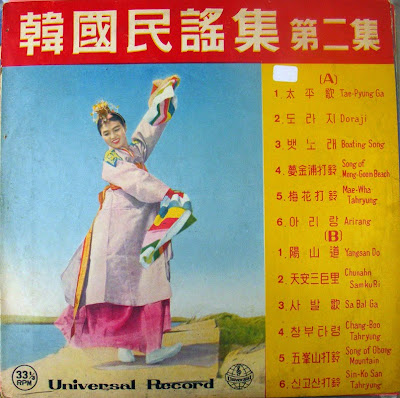 韓國民謠集 第二集
(A)
1. 太平歌 Tae-Pyung Ga
2. 도라지 Doraji
3. 뱃노래 Boating Song
4. 夢金浦打鈴 Song of Mong-Goom Beach
5. 梅花打鈴 Mae-Wha Tahryung
6. 아리랑 Arirang
(B)
1. 陽山道 Yangsan Do
2. 天安三巨里 Chunahn Samku Ri
3. 사발歌 Sa Bal Ga
4. 창부타령 Chang-Boo Tahryung
5. 五峯山打鈴 Song of Obong Mountain
6. 신고산打鈴 Sin-Ko San Tahryung
33 1/3 RPM
Universal Record
Universal